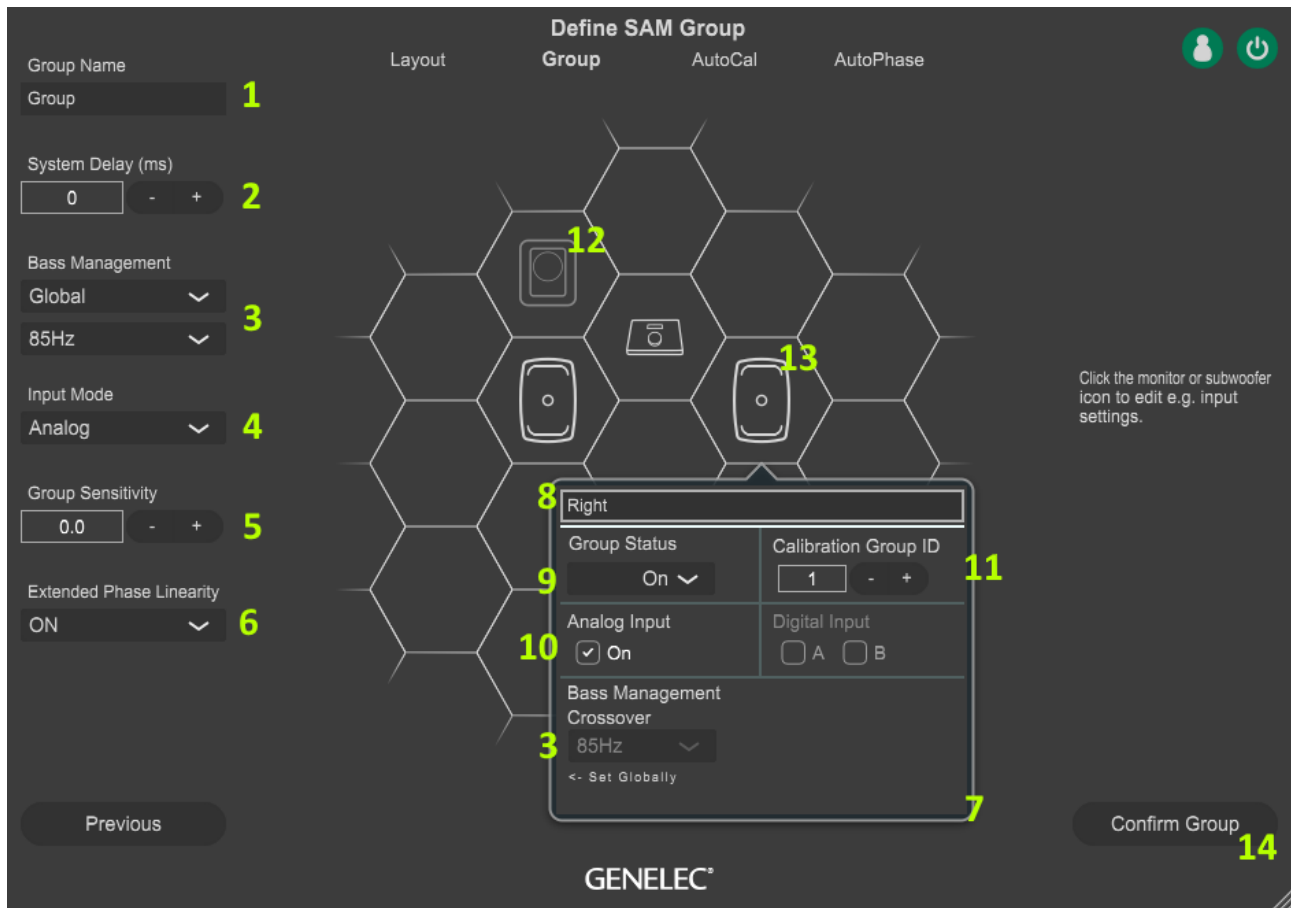 Define SAM Group
Layout Group AutoCal AutoPhase
Group Name
Group 1
System Delay (ms)
0 - + 2
Bass Management
Global
3
85Hz
Input Mode
Analog 4
Group Sensitivity
0.0 - + 5
Extended Phase Linearity
ON 6
12
13
Click the monitor or subwoofer
icon to edit e.g. input
settings.
8 Right
Group Status
9 On
Calibration Group ID
1 - + 11
Analog Input
10 On
Digital Input
A B
Bass Management
Crossover
3 85Hz
<- Set Globally
7
Previous
Confirm Group
14
GENELEC®